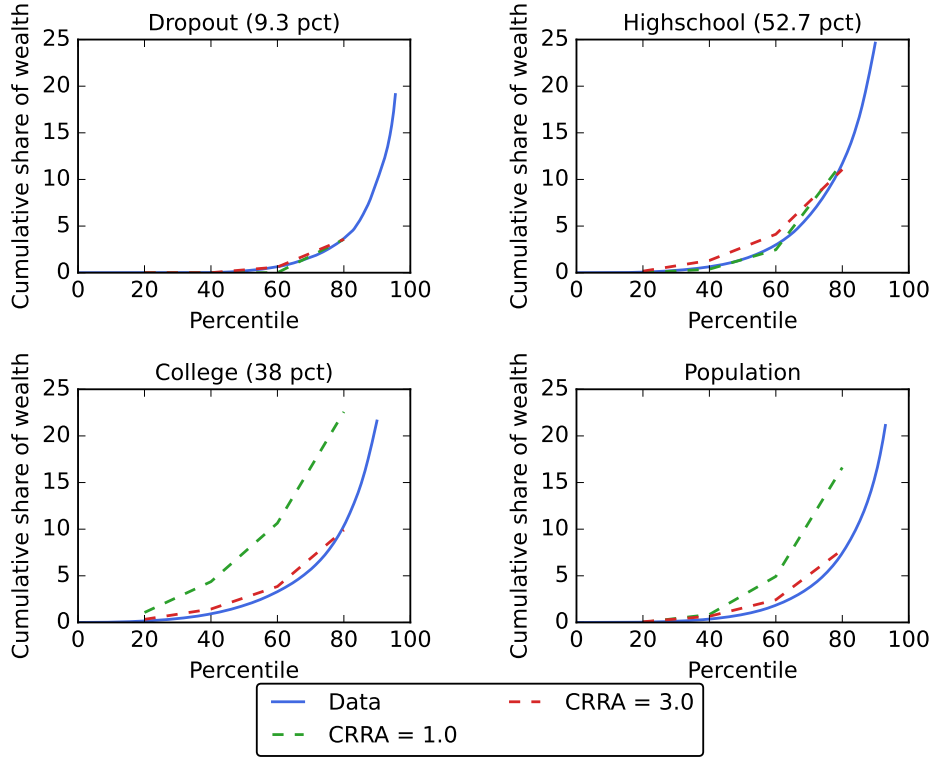 Dropout (9.3 pct)
Cumulative share of wealth
25
20
15
10
5
0
0 20 40 60 80 100
Percentile
Highschool (52.7 pct)
Cumulative share of wealth
25
20
15
10
5
0
0 20 40 60 80 100
Percentile
College (38 pct)
Cumulative share of wealth
25
20
15
10
5
0
0 20 40 60 80 100
Percentile
Population
Cumulative share of wealth
25
20
15
10
5
0
0 20 40 60 80 100
Percentile
Data
CRRA = 1.0
CRRA = 3.0